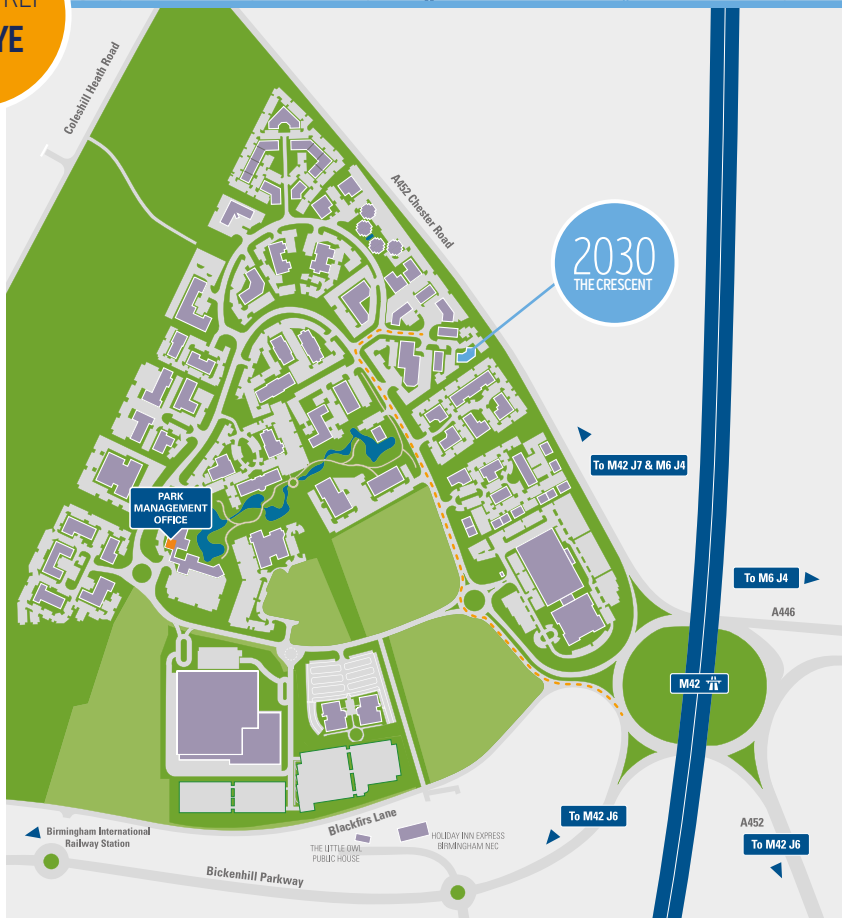 YE
Coleshill Heath Road
A452 Chester Road
2030
THE CRESCENT
To M42 J7 & M6 J4
PARK
MANAGEMENT
OFFICE
To M6 J4
A446
M42
To M42 J6
A452
To M42 J6
Blackfirs Lane
Birmingham International
Railway Station
HOLIDAY INN EXPRESS
BIRMINGHAM NEC
THE LITTLE OWL
PUBLIC HOUSE
Bickenhill Parkway